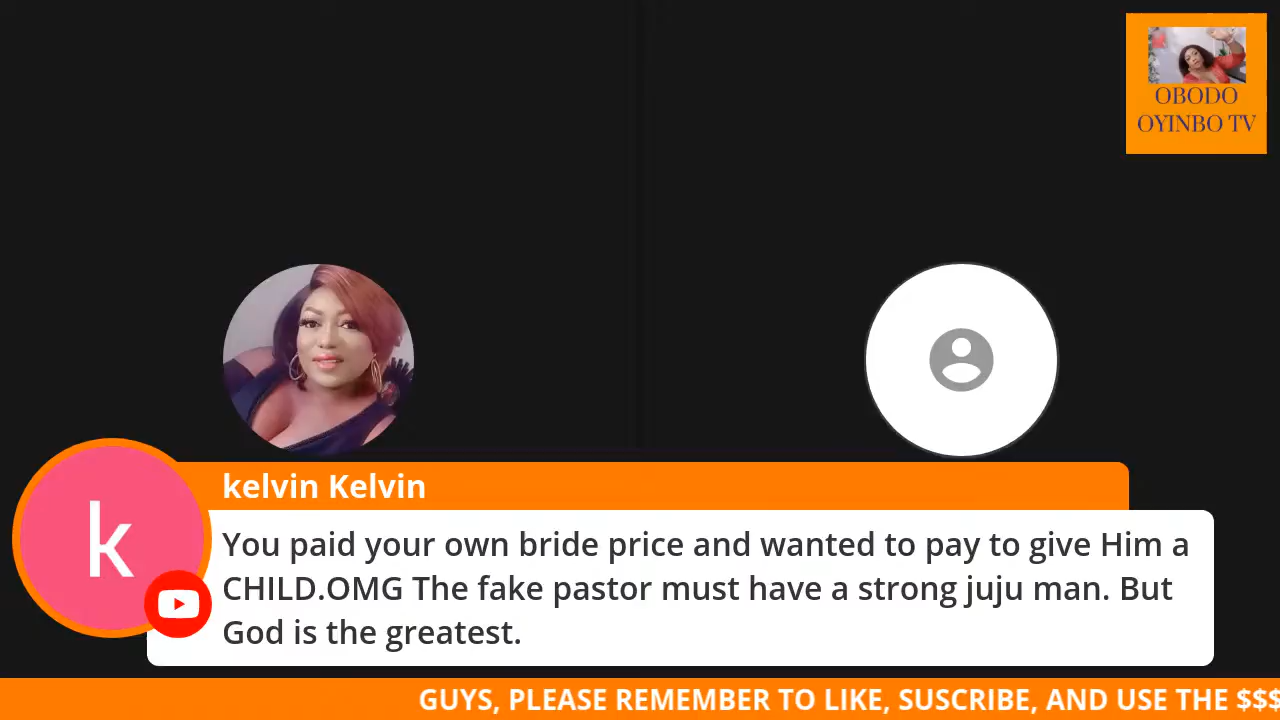 OBODO
OYINBO TV
k
kelvin Kelvin
You paid your own bride price and wanted to pay to give Him a
CHILD.OMG The fake pastor must have a strong juju man. But
God is the greatest.
GUYS, PLEASE REMEMBER TO LIKE, SUSCRIBE, AND USE THE $$$